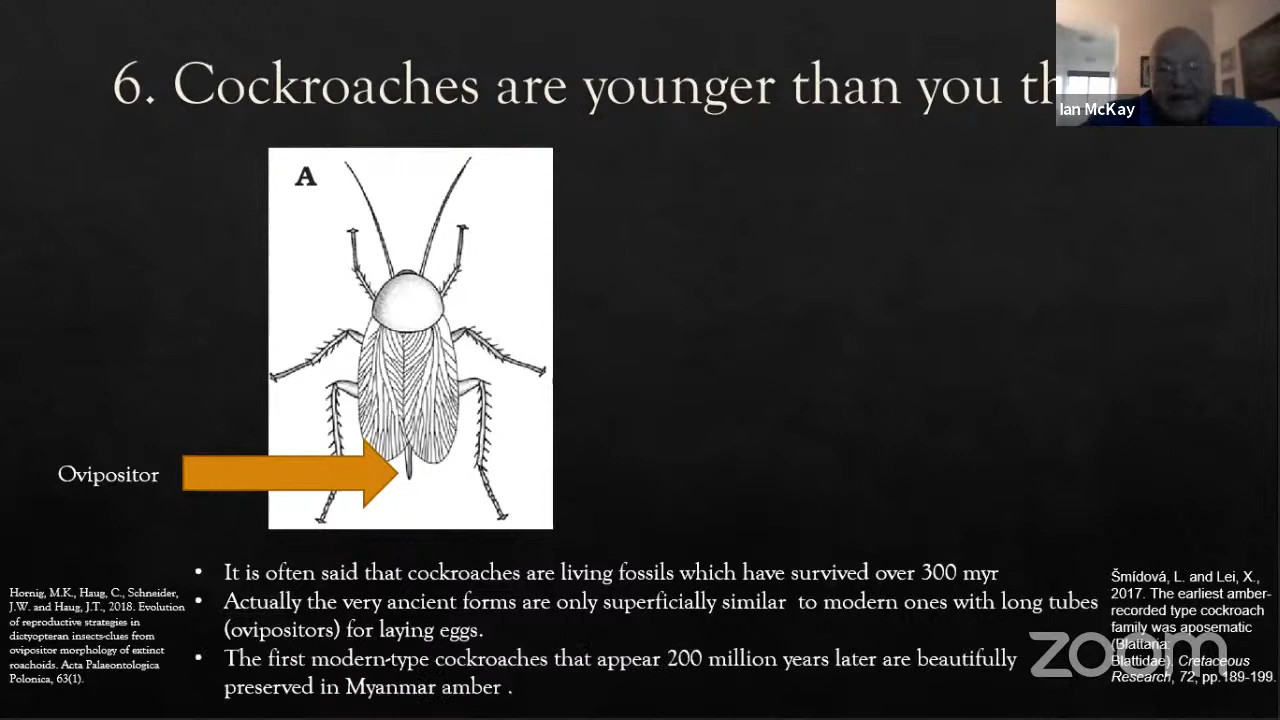 6. Cockroaches are younger than you th
Ian McKay
A
Ovipositor
• It is often said that cockroaches are living fossils which have survived over 300 myr
• Actually the very ancient forms are only superficially similar to modern ones with long tubes
(ovipositors) for laying eggs.
• The first modern-type cockroaches that appear 200 million years later are beautifully
preserved in Myanmar amber .
Hornig, M.K., Haug, C., Schneider,
J.W. and Haug, J.T., 2018. Evolution
of reproductive strategies in
dictyopteran insects-clues from
ovipositor morphology of extinct
roachoids. Acta Palaeontologica
Polonica, 63(1).
Šmídová, L. and Lei, X.,
2017. The earliest amber-
recorded type cockroach
family was aposematic
(Blattaria:
Blattidae). Cretaceous
Research, 72, pp.189-199.
zoom